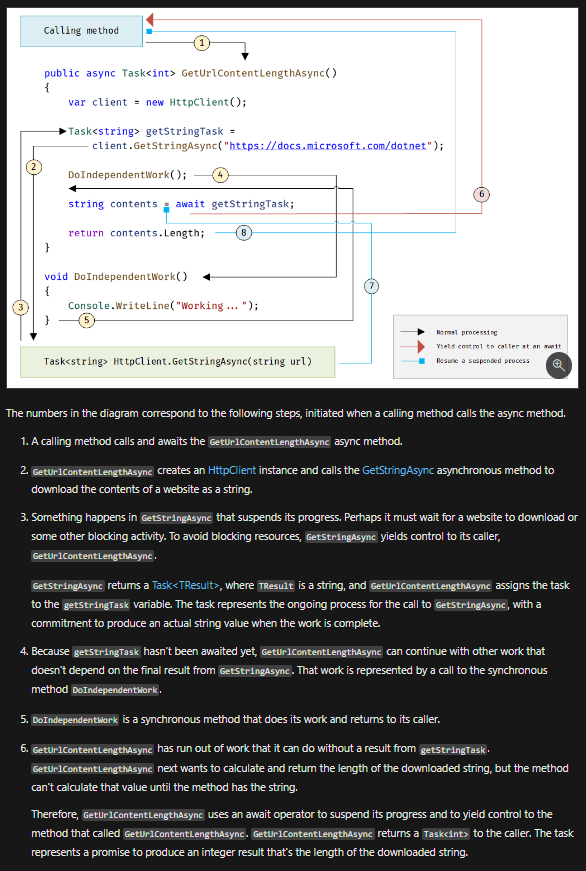 Calling method
1
public async Task<int> GetUrlContentLengthAsync()
{
var client = new HttpClient();
Task<string> getStringTask =
client.GetStringAsync("https://docs.microsoft.com/dotnet");
2
DoIndependentWork();
4
6
string contents = await getStringTask;
return contents.Length;
8
}
void DoIndependentWork()
7
{
3
Console.WriteLine("Working...");
}
5
Normal processing
Yield control to caller at an await
Resume a suspended process
Task<string> HttpClient.GetStringAsync(string url)
The numbers in the diagram correspond to the following steps, initiated when a calling method calls the async method.
1. A calling method calls and awaits the GetUrlContentLengthAsync async method.
2. GetUrlContentLengthAsync creates an HttpClient instance and calls the GetStringAsync asynchronous method to
download the contents of a website as a string.
3. Something happens in GetStringAsync that suspends its progress. Perhaps it must wait for a website to download or
some other blocking activity. To avoid blocking resources, GetStringAsync yields control to its caller,
GetUrlContentLengthAsync.
GetStringAsync returns a Task<TResult>, where TResult is a string, and GetUrlContentLengthAsync assigns the task
to the getStringTask variable. The task represents the ongoing process for the call to GetStringAsync, with a
commitment to produce an actual string value when the work is complete.
4. Because getStringTask hasn't been awaited yet, GetUrlContentLengthAsync can continue with other work that
doesn't depend on the final result from GetStringAsync. That work is represented by a call to the synchronous
method DoIndependentWork.
5. DoIndependentWork is a synchronous method that does its work and returns to its caller.
6. GetUrlContentLengthAsync has run out of work that it can do without a result from getStringTask.
GetUrlContentLengthAsync next wants to calculate and return the length of the downloaded string, but the method
can't calculate that value until the method has the string.
Therefore, GetUrlContentLengthAsync uses an await operator to suspend its progress and to yield control to the
method that called GetUrlContentLengthAsync. GetUrlContentLengthAsync returns a Task<int> to the caller. The task
represents a promise to produce an integer result that's the length of the downloaded string.